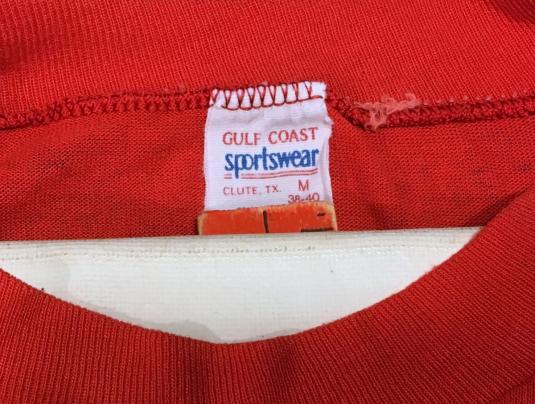 GULF COAST
sportswear
CLUTE, TX. M
38-40